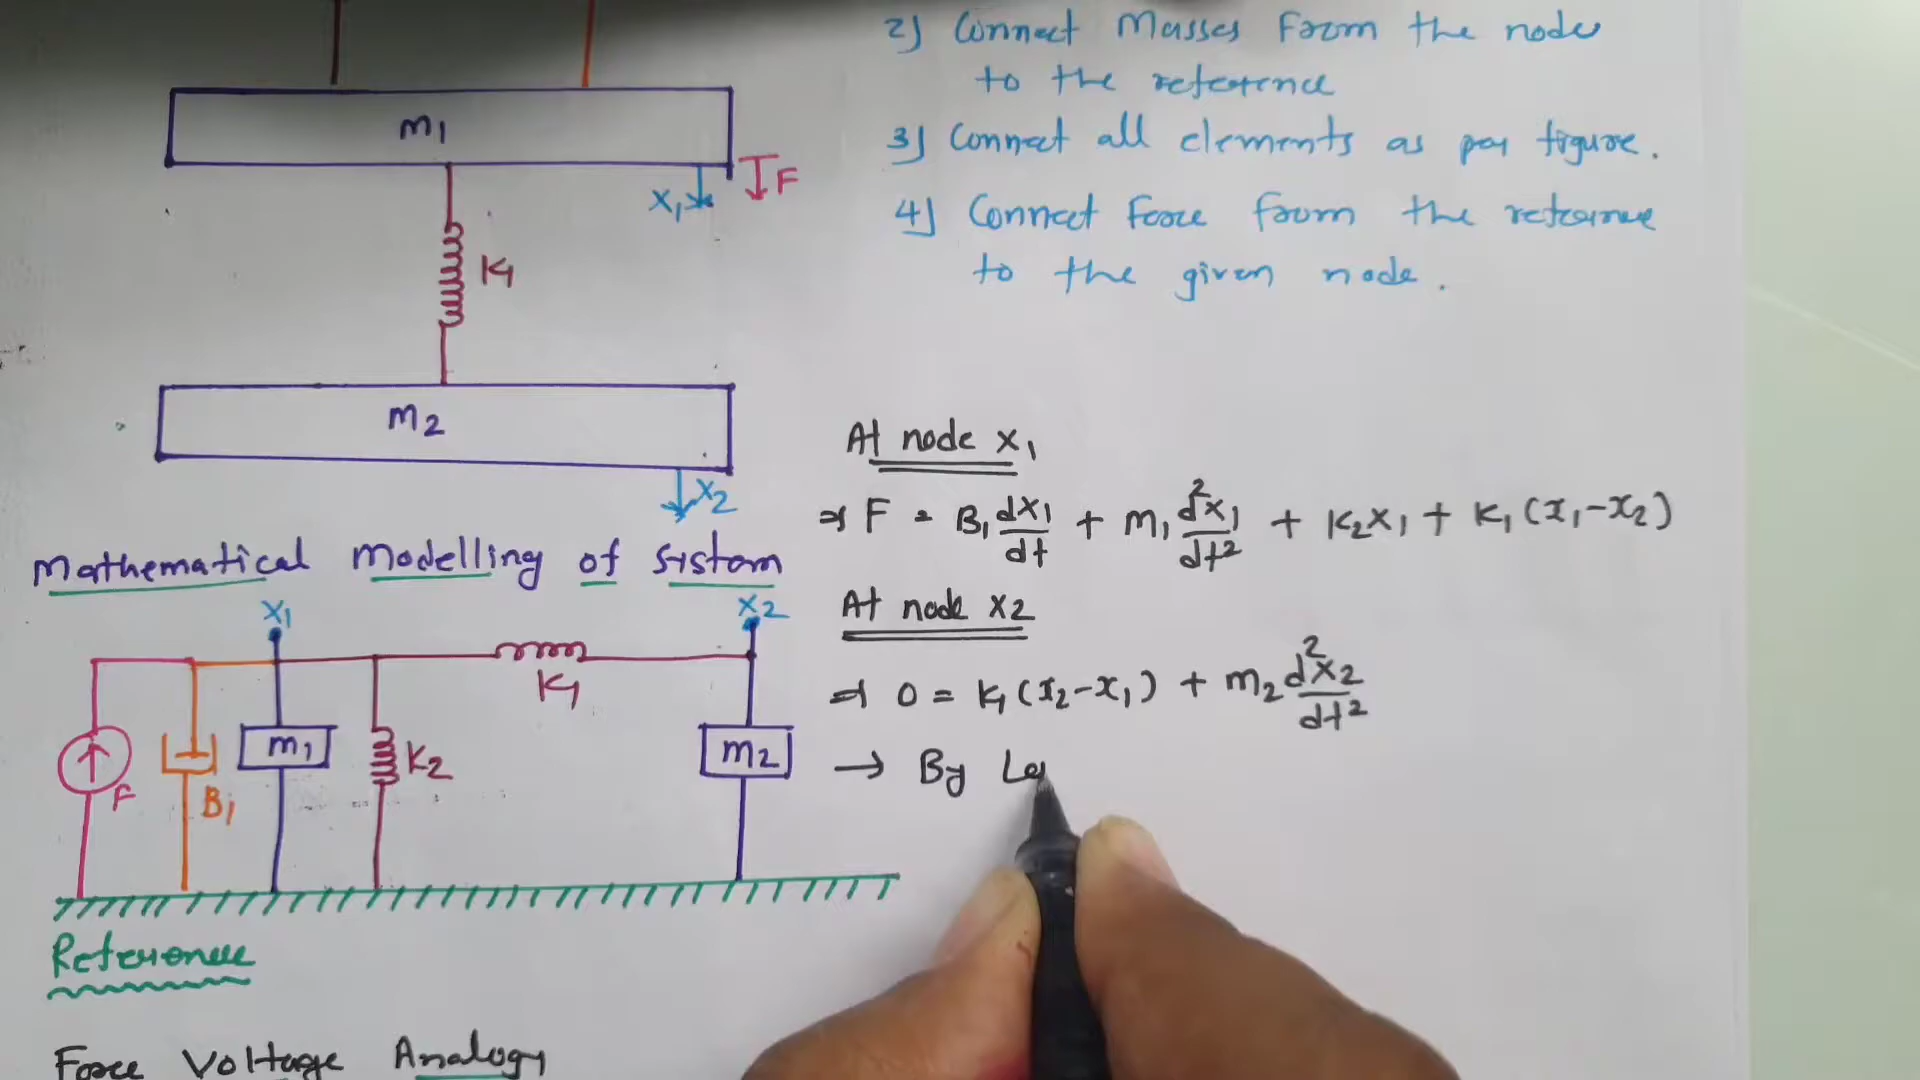 2) Connect Masses From the node
to the reference
3) Connect all elements as per figure.
4) Connect Force from the reference
to the given node.
m1
X1
F
K1
m2
X2
At node x1
⇒ F = B1 dx1/dt + m1 d²x1/dt² + K2x1 + K1(x1-x2)
At node x2
⇒ 0 = K1(x2-x1) + m2 d²x2/dt²
→ By La
Mathematical Modelling of System
X1
X2
K1
F
B1
m1
K2
m2
Reference
Force Voltage Analogy